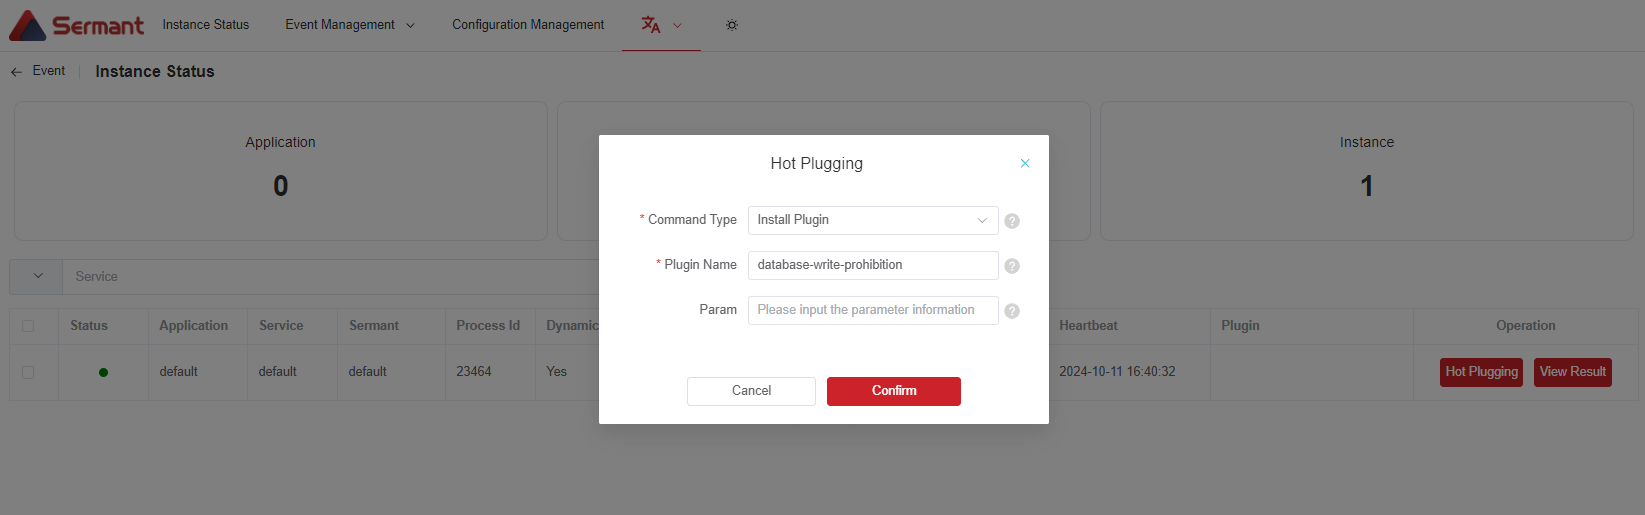 Sermant Instance Status Event Management Configuration Management
Event Instance Status
Application
0
Instance
1
Hot Plugging
* Command Type Install Plugin ?
* Plugin Name database-write-prohibition ?
Param Please input the parameter information ?
Cancel Confirm
Service
Status Application Service Sermant Process Id Dynamic Heartbeat Plugin Operation
default default default 23464 Yes 2024-10-11 16:40:32 Hot Plugging View Result